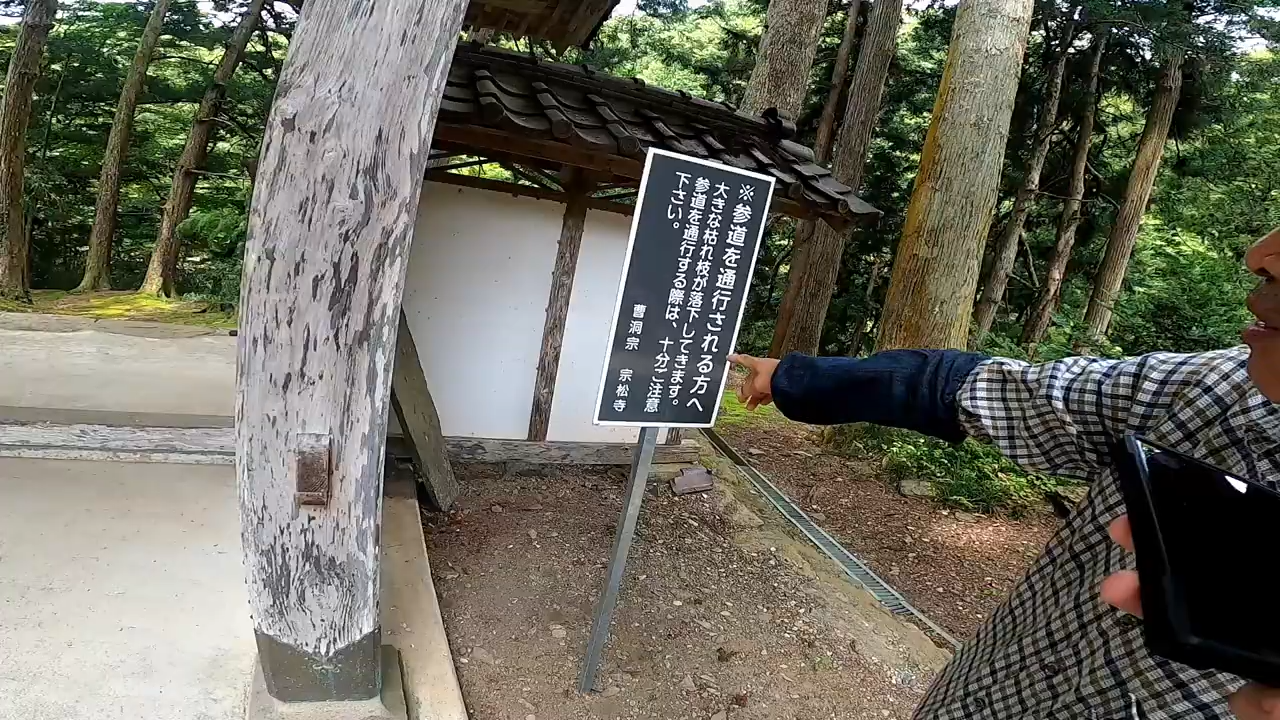 ※参道を通行される方へ
大きな枯れ枝が落下してきます。
参道を通行する際は、十分ご注意
下さい。
曹洞宗 宗松寺